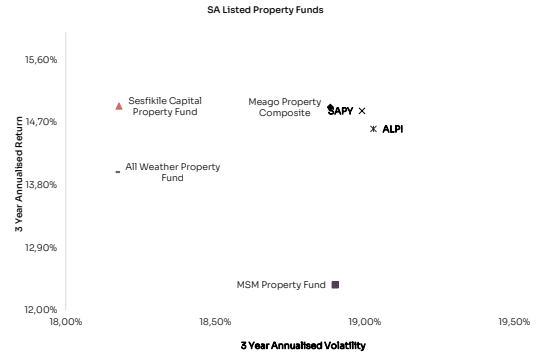 SA Listed Property Funds
3 Year Annualised Return
15,60%
14,70%
13,80%
12,90%
12,00%
Sesfikile Capital
Property Fund
Meago Property
Composite
SAPY
ALPI
All Weather Property
Fund
MSM Property Fund
18,00%
18,50%
19,00%
19,50%
3 Year Annualised Volatility